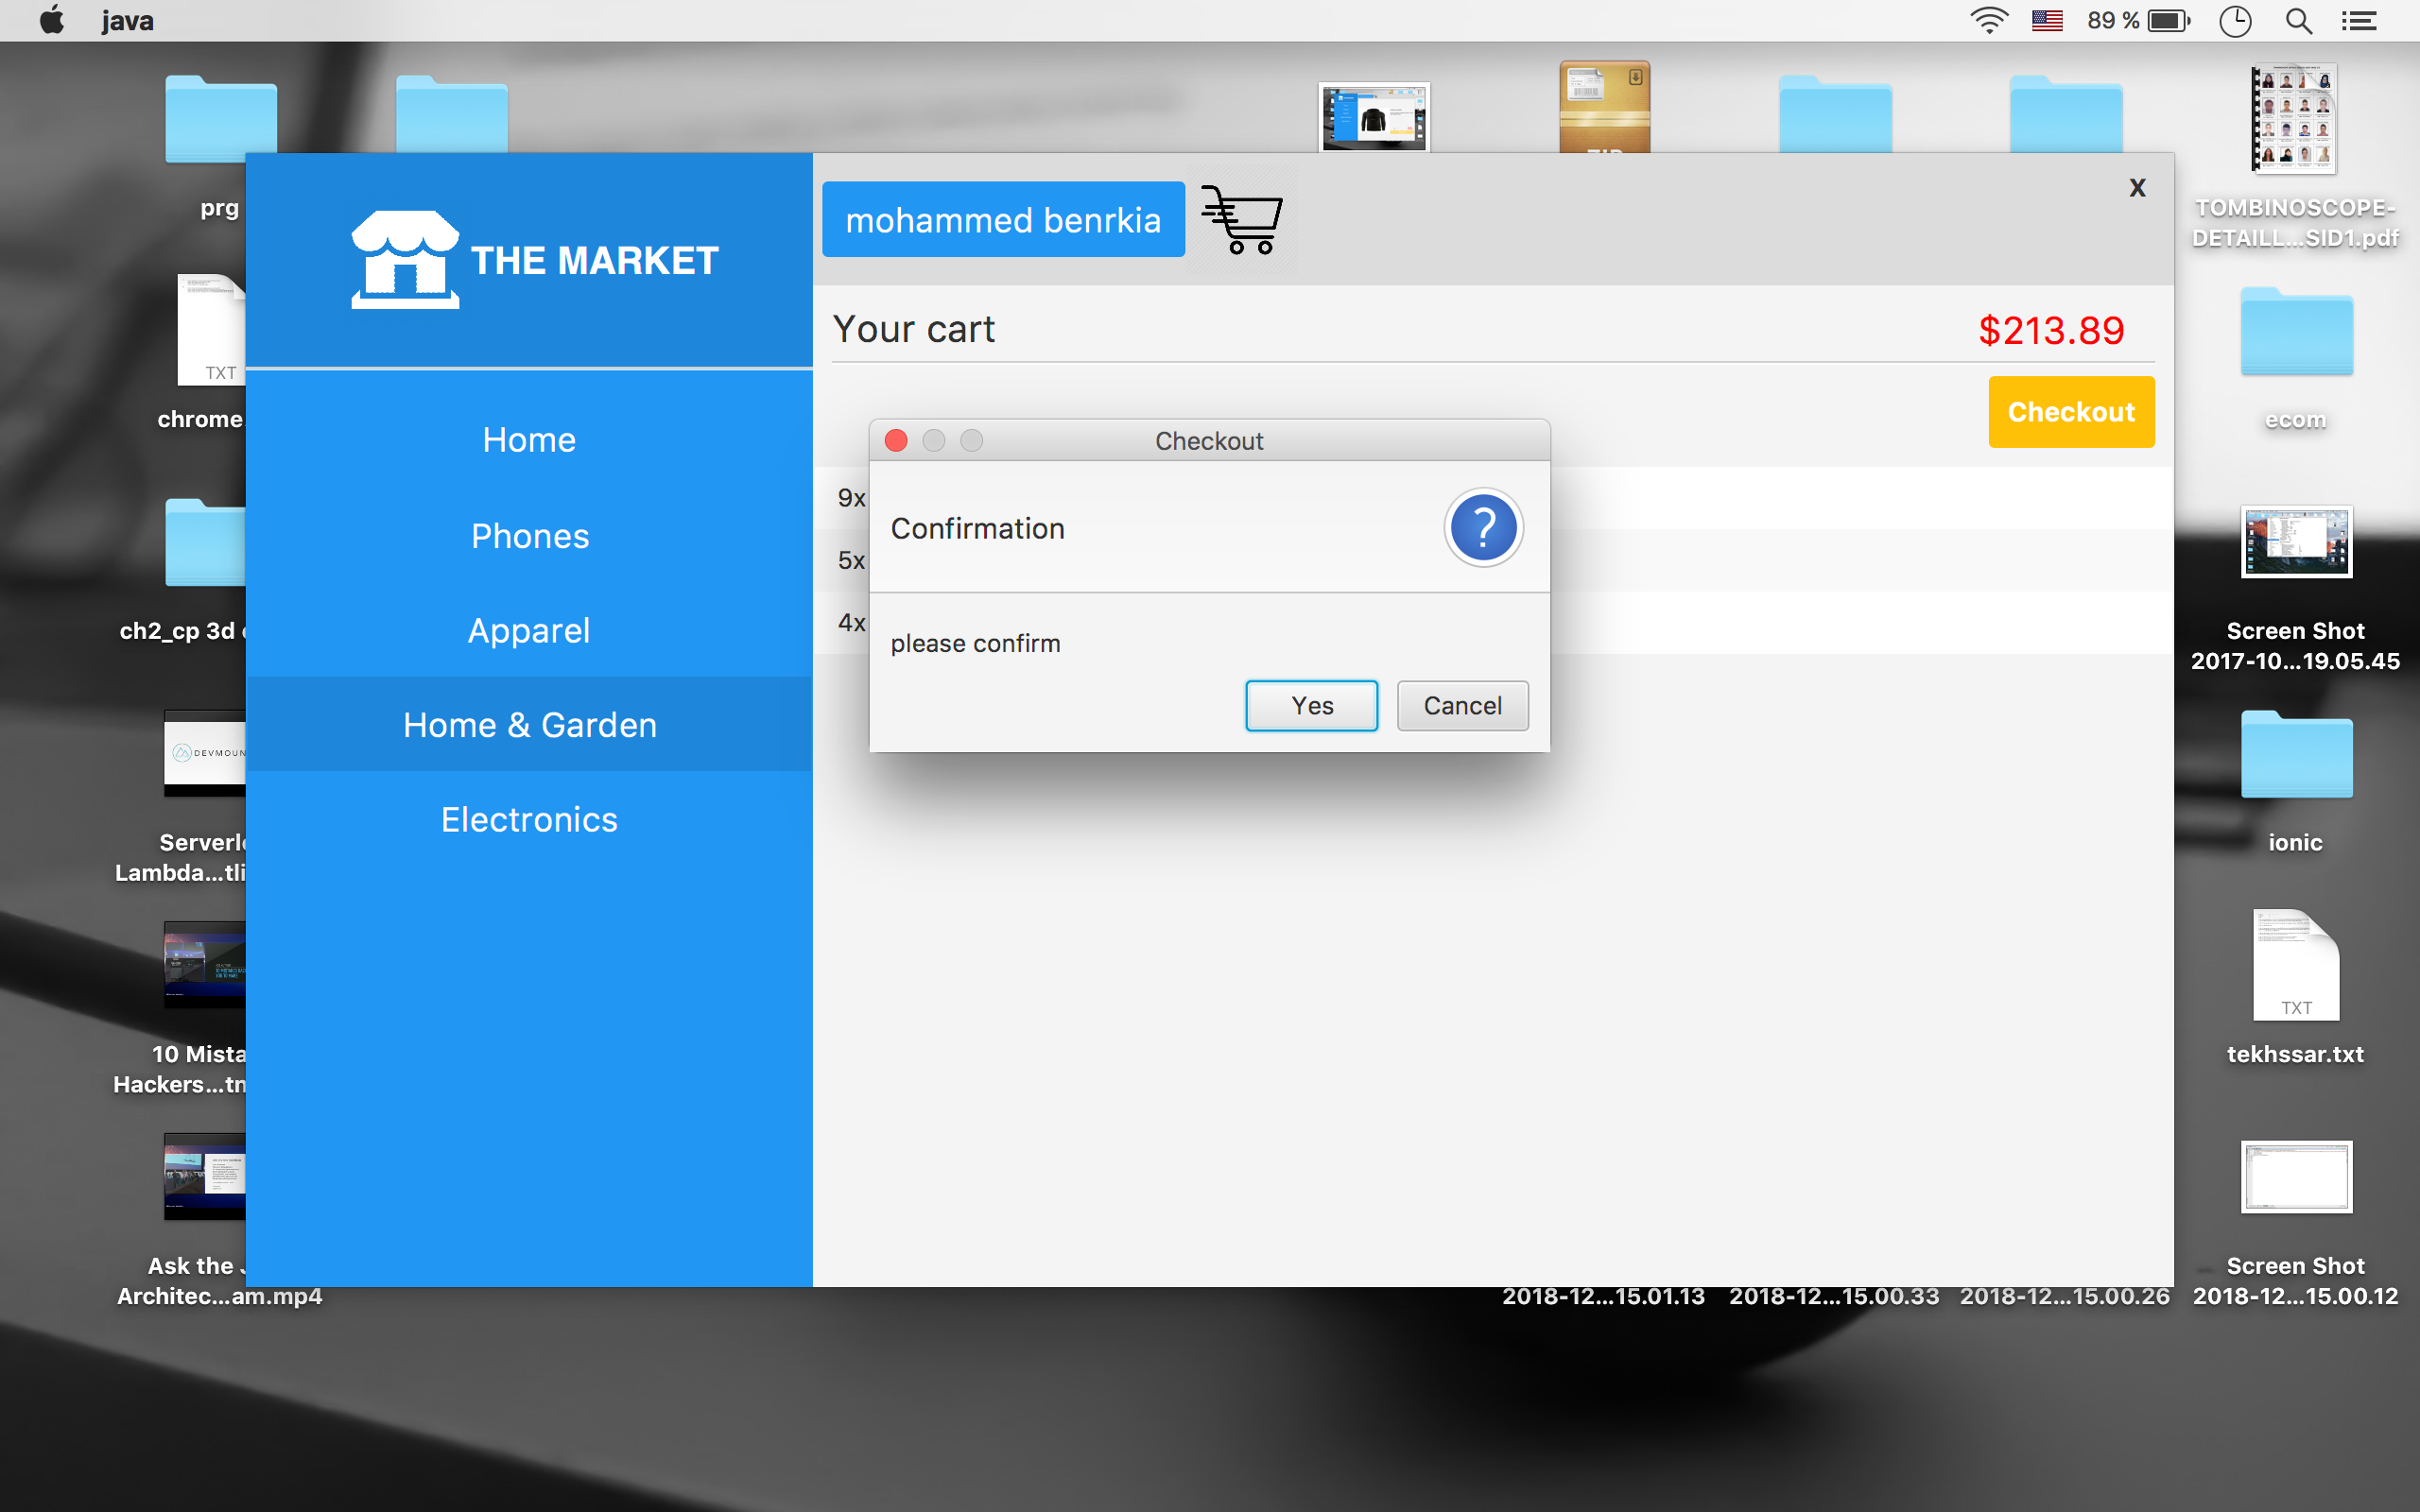 java
89 %
ZIP
prg
TOMBINOSCOPE-
DETAILL...SID1.pdf
THE MARKET
mohammed benrkia
x
Your cart
$213.89
Checkout
TXT
chrome.
ecom
Home
Phones
Apparel
Home & Garden
Electronics
Checkout
Confirmation
?
please confirm
Yes
Cancel
9x
5x
4x
ch2_cp 3d
Screen Shot
2017-10...19.05.45
DEVMOUN
ionic
Lambda...tli
TXT
tekhssar.txt
10 Mista
Hackers...tn
Ask the
Architec...am.mp4
2018-12...15.01.13
2018-12...15.00.33
2018-12...15.00.26
Screen Shot
2018-12...15.00.12